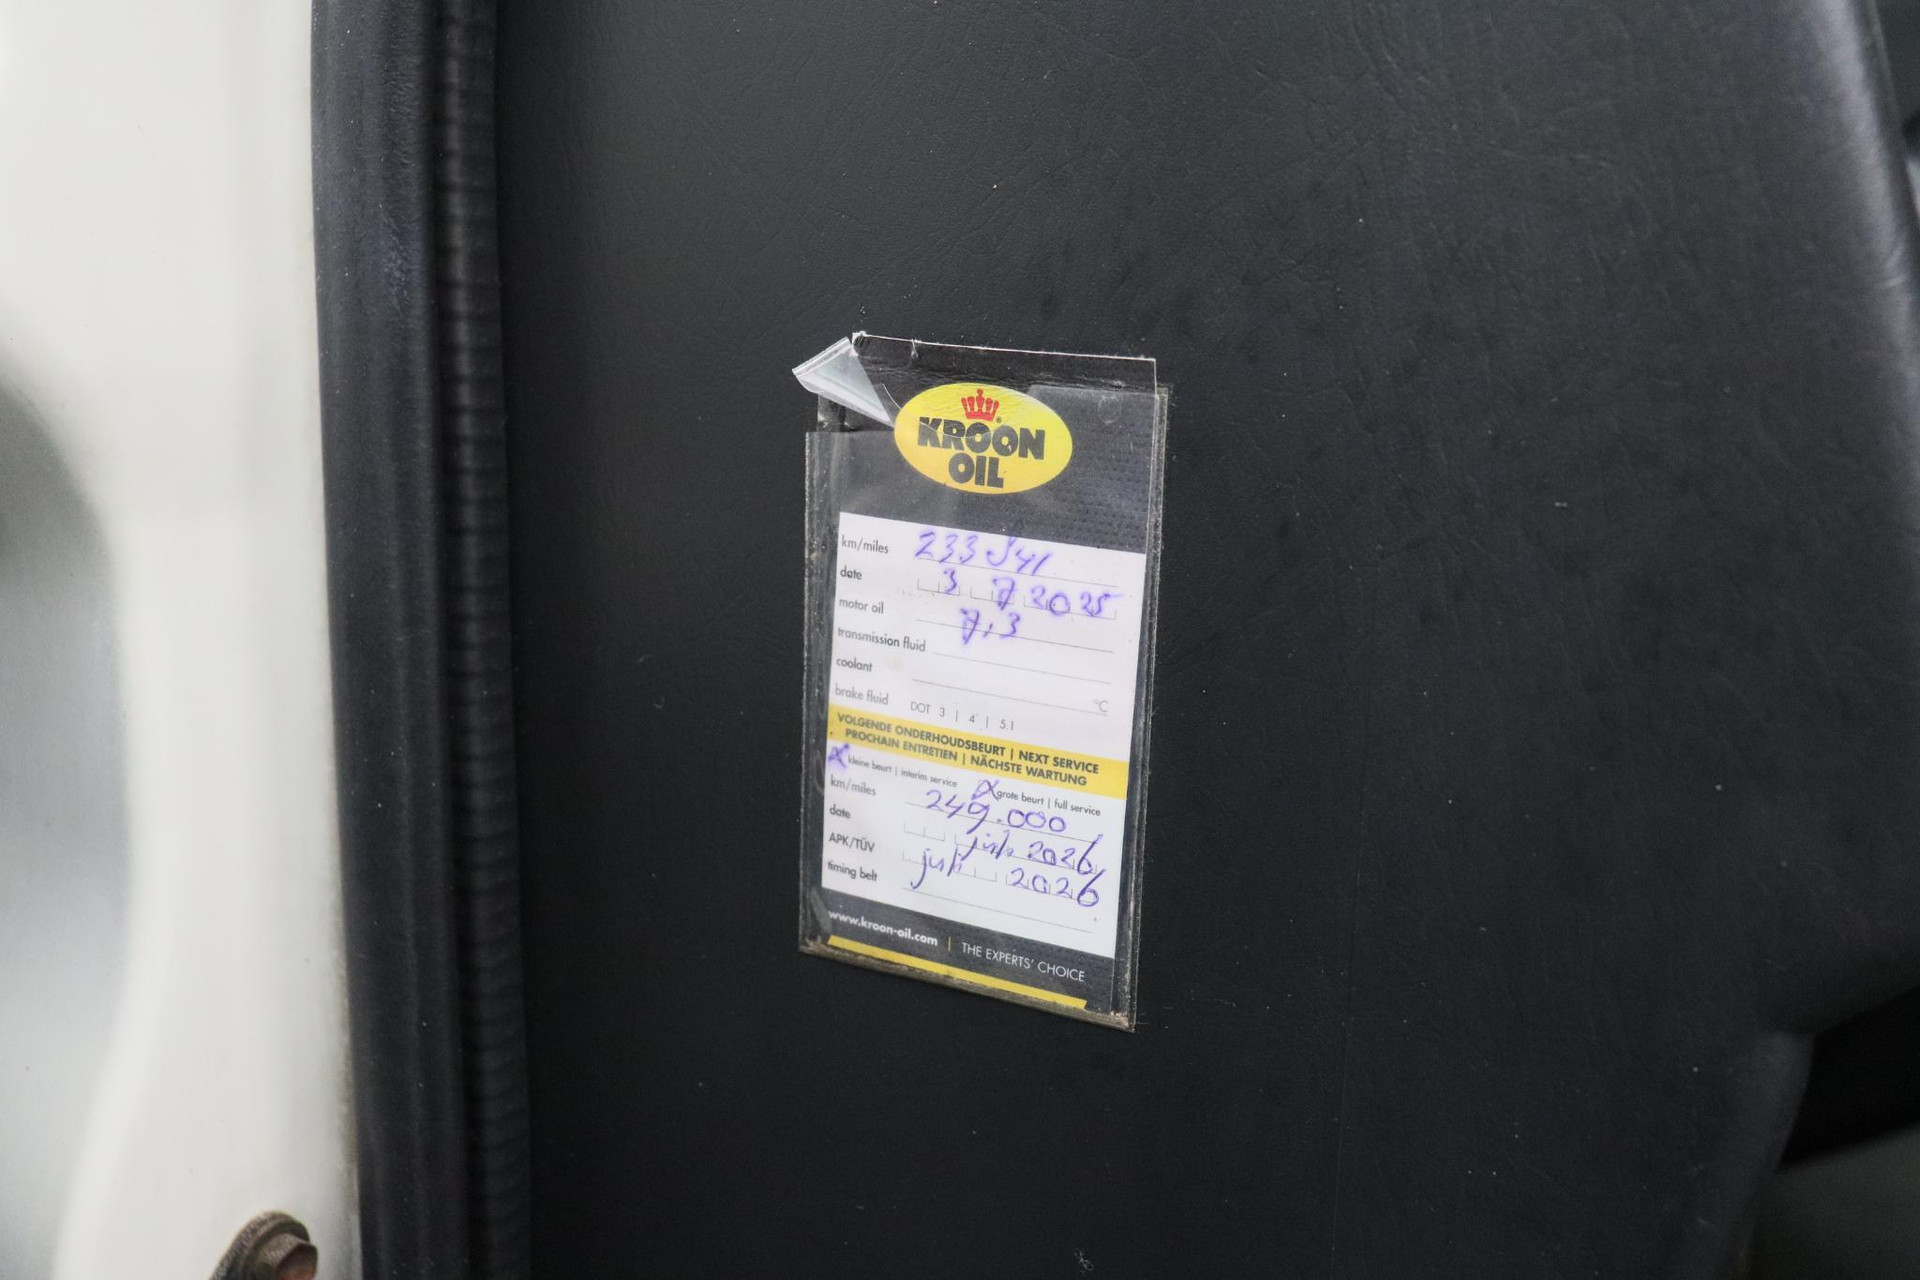 KROON
OIL
km/miles 233541
date 3 7 2025
motor oil 7,3
transmission fluid
coolant °C
brake fluid DOT 3 | 4 | 5.1
VOLGENDE ONDERHOUDSBEURT | NEXT SERVICE
PROCHAIN ENTRETIEN | NÄCHSTE WARTUNG
X kleine beurt | interim service X grote beurt | full service
km/miles 249.000
date juli 2026
APK/TÜV juli 2026
timing belt
www.kroon-oil.com | THE EXPERTS' CHOICE